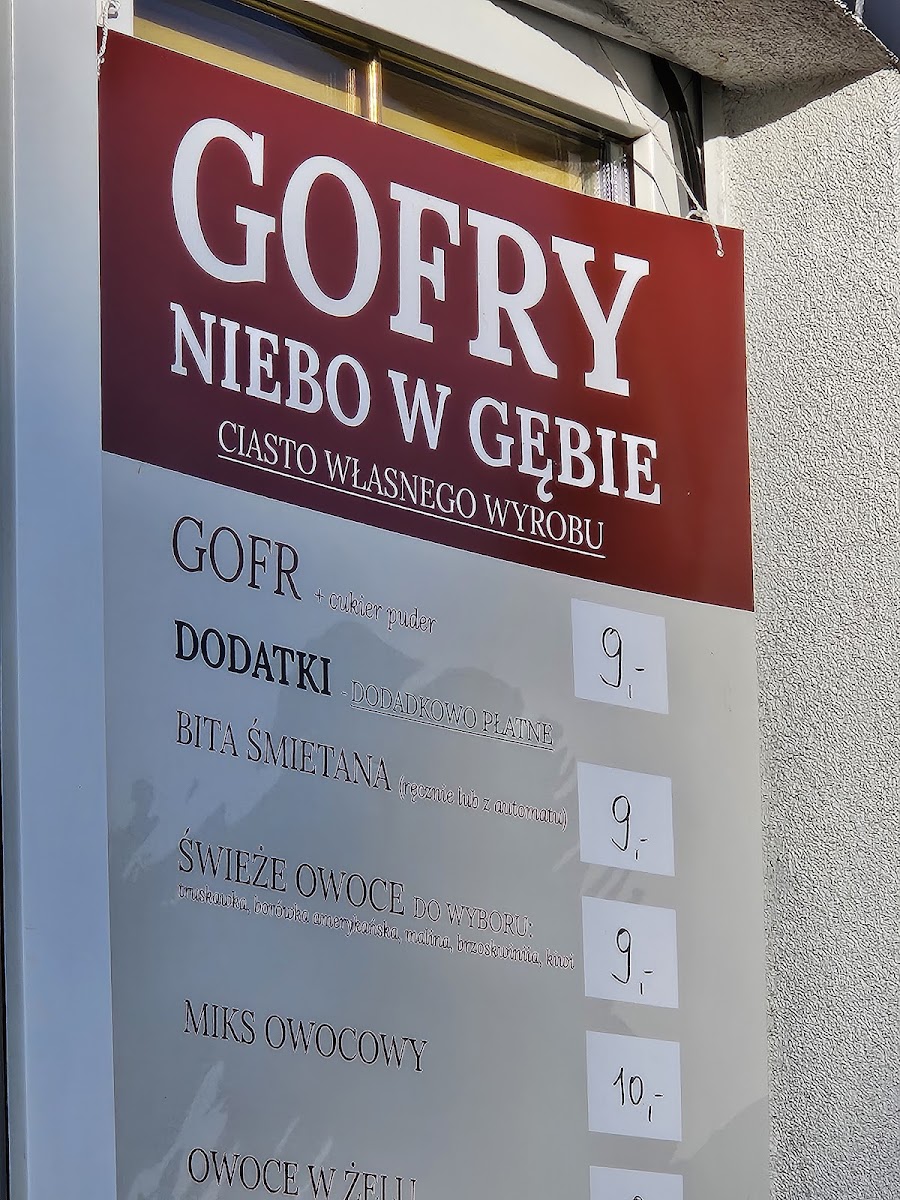 GOFRY
NIEBO W GĘBIE
CIASTO WŁASNEGO WYROBU
GOFR + cukier puder 9,-
DODATKI - DODADKOWO PŁATNE
BITA ŚMIETANA (ręcznie lub z automatu) 9,-
ŚWIEŻE OWOCE DO WYBORU: 9,-
truskawka, borówka amerykańska, malina, brzoskwinia, kiwi
MIKS OWOCOWY 10,-
OWOCE W ŻELU